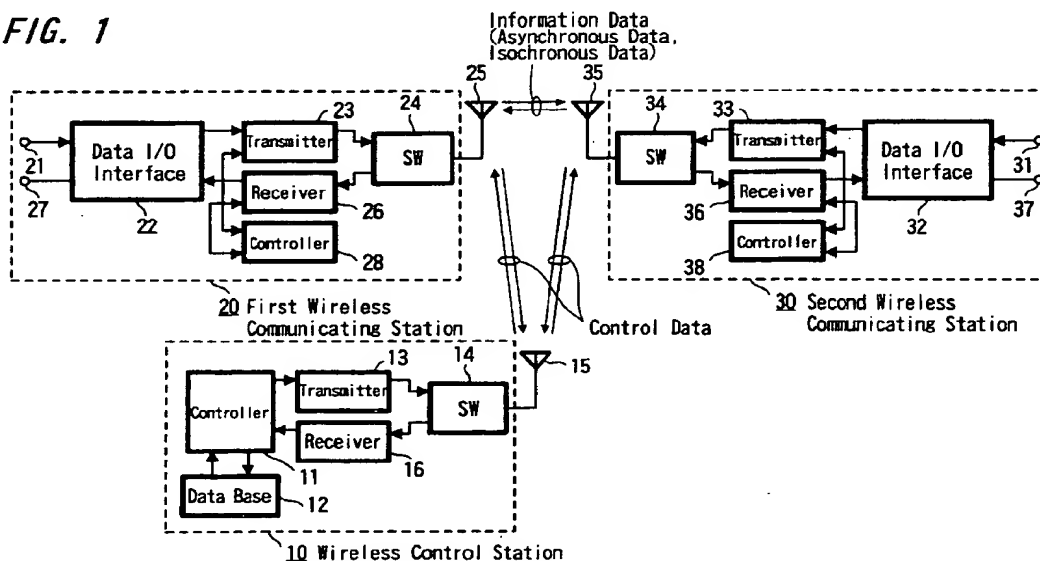 FIG. 1
Information Data
(Asynchronous Data,
Isochronous Data)
25
35
23
24
34
33
21
27
Data I/O
Interface
22
Transmitter
Receiver
26
Controller
28
SW
SW
Transmitter
Receiver
36
Controller
38
Data I/O
Interface
32
31
37
20 First Wireless
Communicating Station
Control Data
30 Second Wireless
Communicating Station
13
14
15
Controller
11
Transmitter
Receiver
16
SW
Data Base
12
10 Wireless Control Station